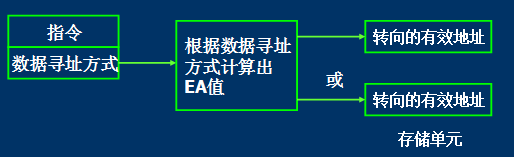 指令
数据寻址方式
根据数据寻址
方式计算出
EA值
转向的有效地址
或
转向的有效地址
存储单元